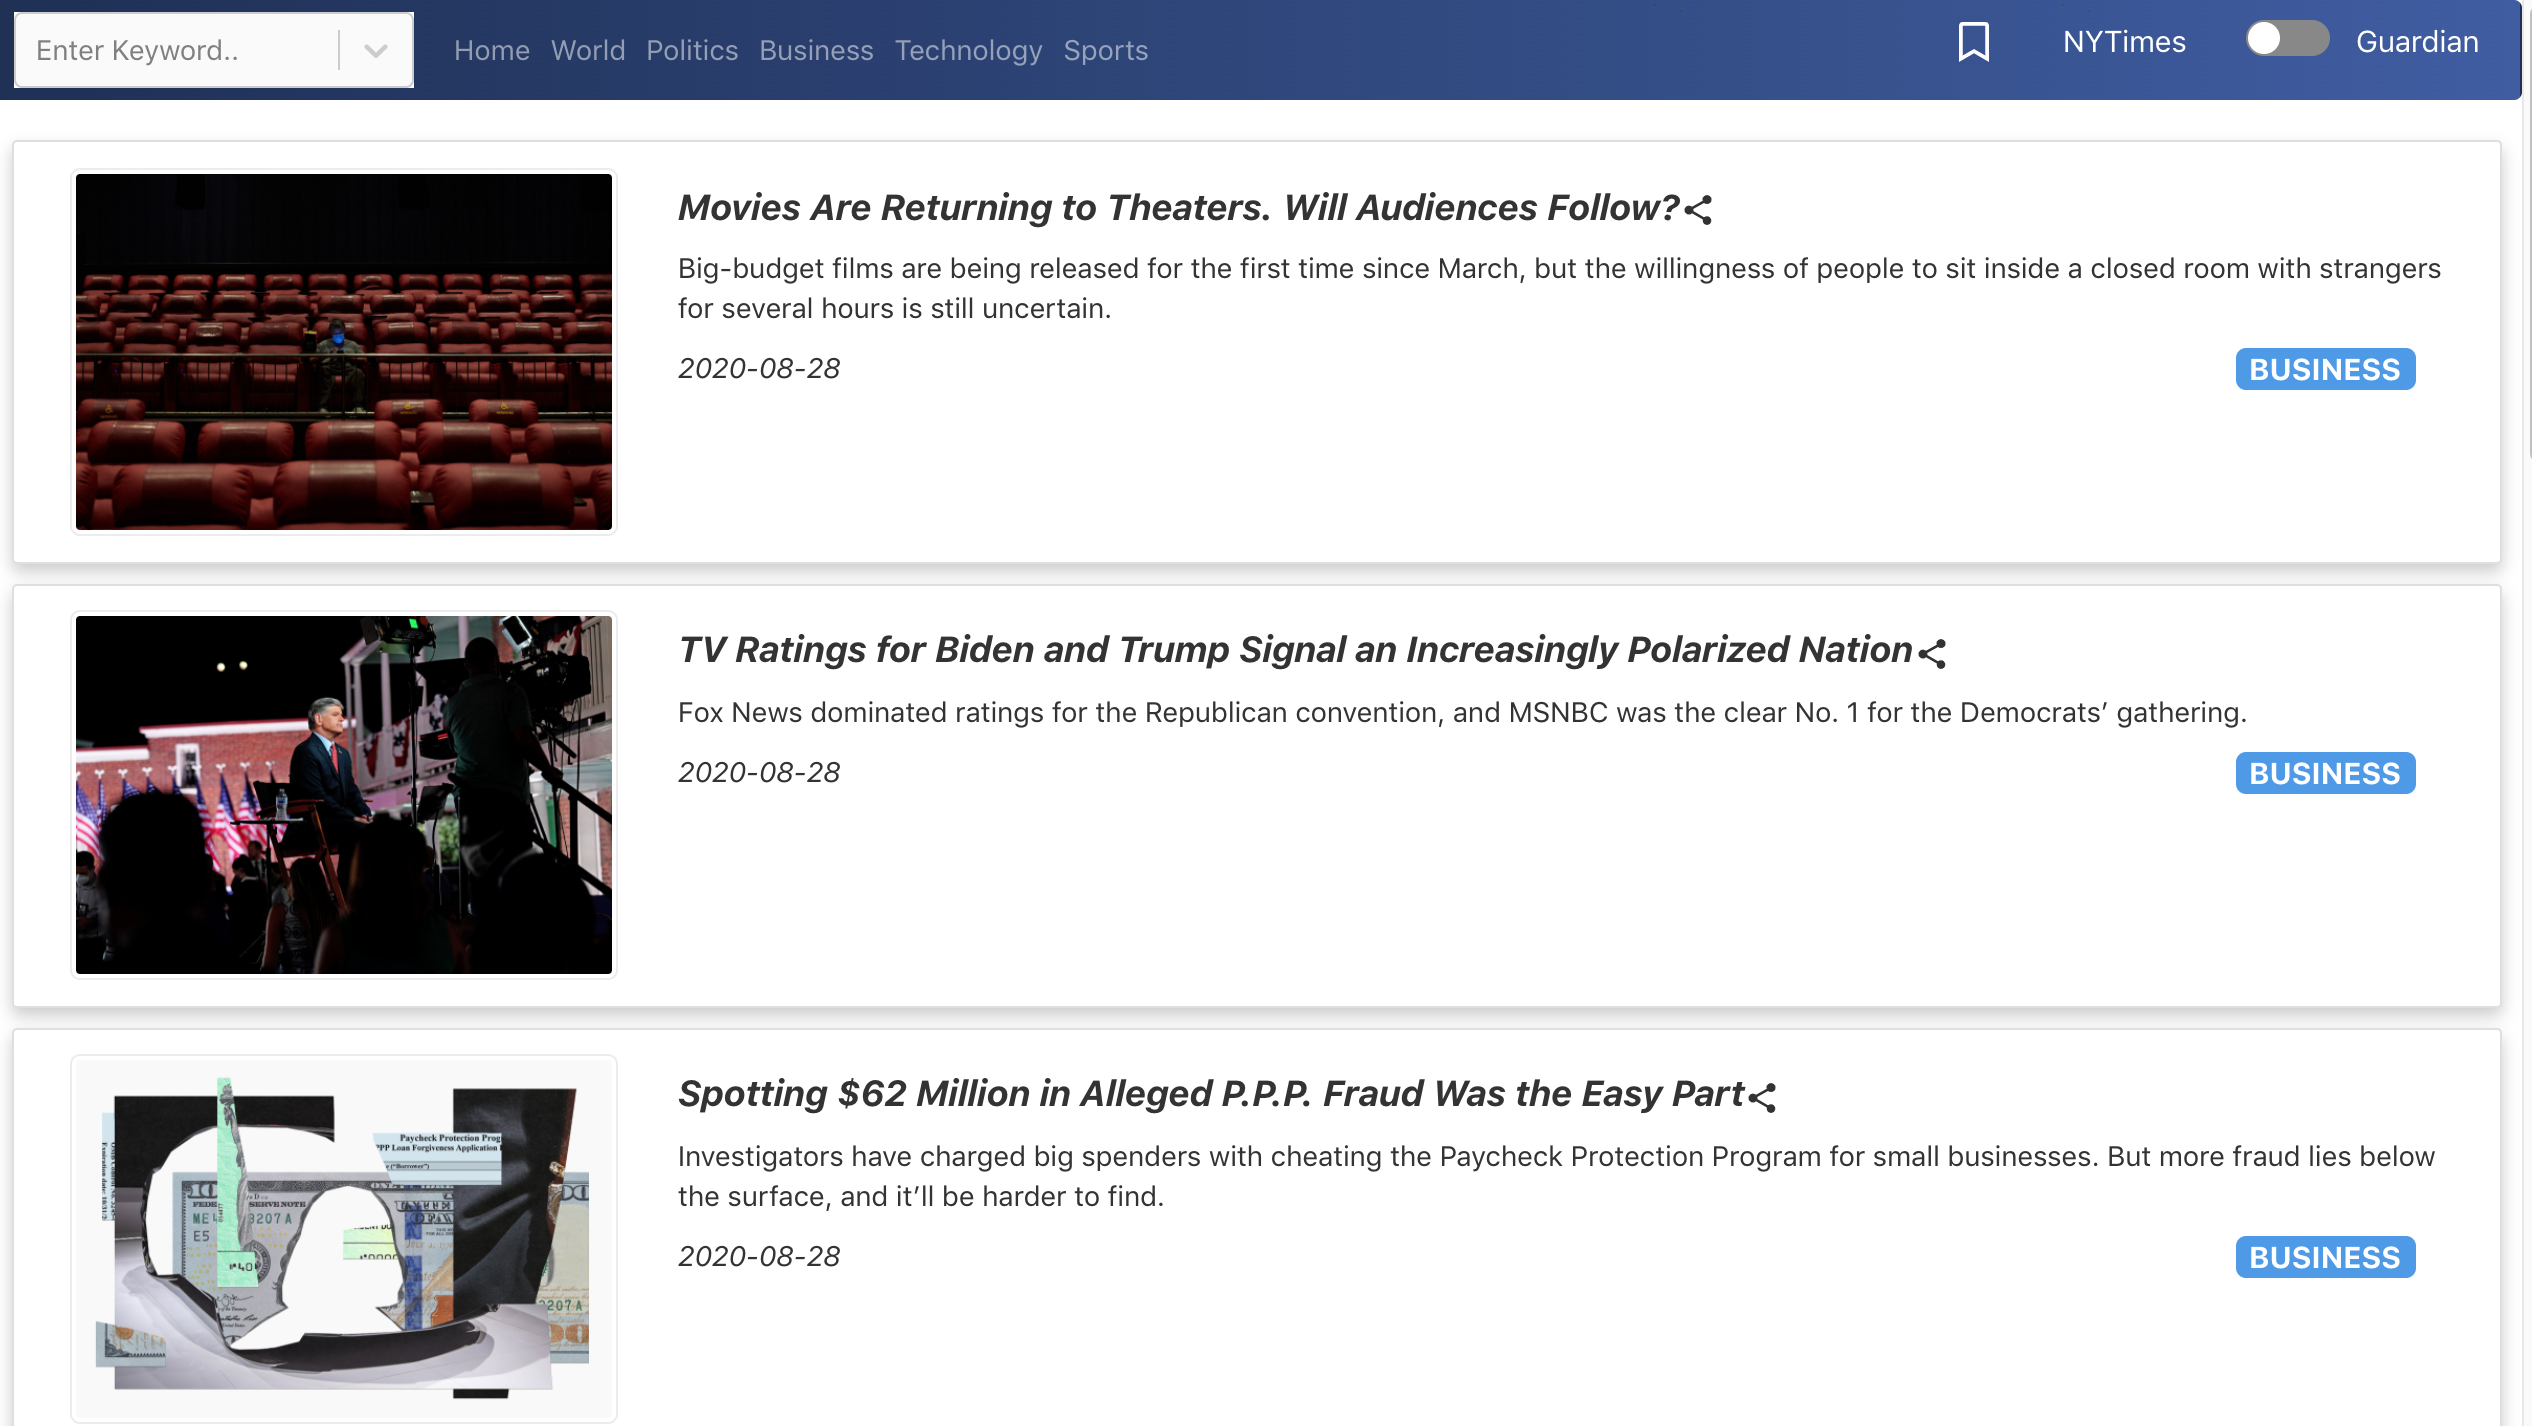 Enter Keyword..
Home World Politics Business Technology Sports
NYTimes Guardian
Movies Are Returning to Theaters. Will Audiences Follow?
Big-budget films are being released for the first time since March, but the willingness of people to sit inside a closed room with strangers
for several hours is still uncertain.
2020-08-28
BUSINESS
TV Ratings for Biden and Trump Signal an Increasingly Polarized Nation
Fox News dominated ratings for the Republican convention, and MSNBC was the clear No. 1 for the Democrats’ gathering.
2020-08-28
BUSINESS
Spotting $62 Million in Alleged P.P.P. Fraud Was the Easy Part
Investigators have charged big spenders with cheating the Paycheck Protection Program for small businesses. But more fraud lies below
the surface, and it’ll be harder to find.
2020-08-28
BUSINESS
Paycheck Protection
Loan Forgiveness Application
("Borrower")
SERVE NOTE
3207 A
E5
3207 A